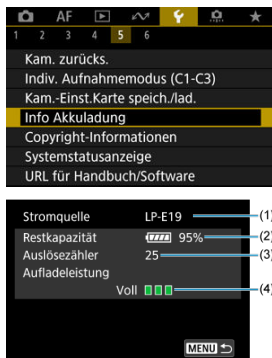 AF
1 2 3 4 5 6
Kam. zurücks.
Indiv. Aufnahmemodus (C1-C3)
Kam.-Einst.Karte speich./lad.
Info Akkuladung
Copyright-Informationen
Systemstatusanzeige
URL für Handbuch/Software
Stromquelle LP-E19 (1)
Restkapazität 95% (2)
Auslösezähler 25 (3)
Aufladeleistung
Voll (4)
MENU